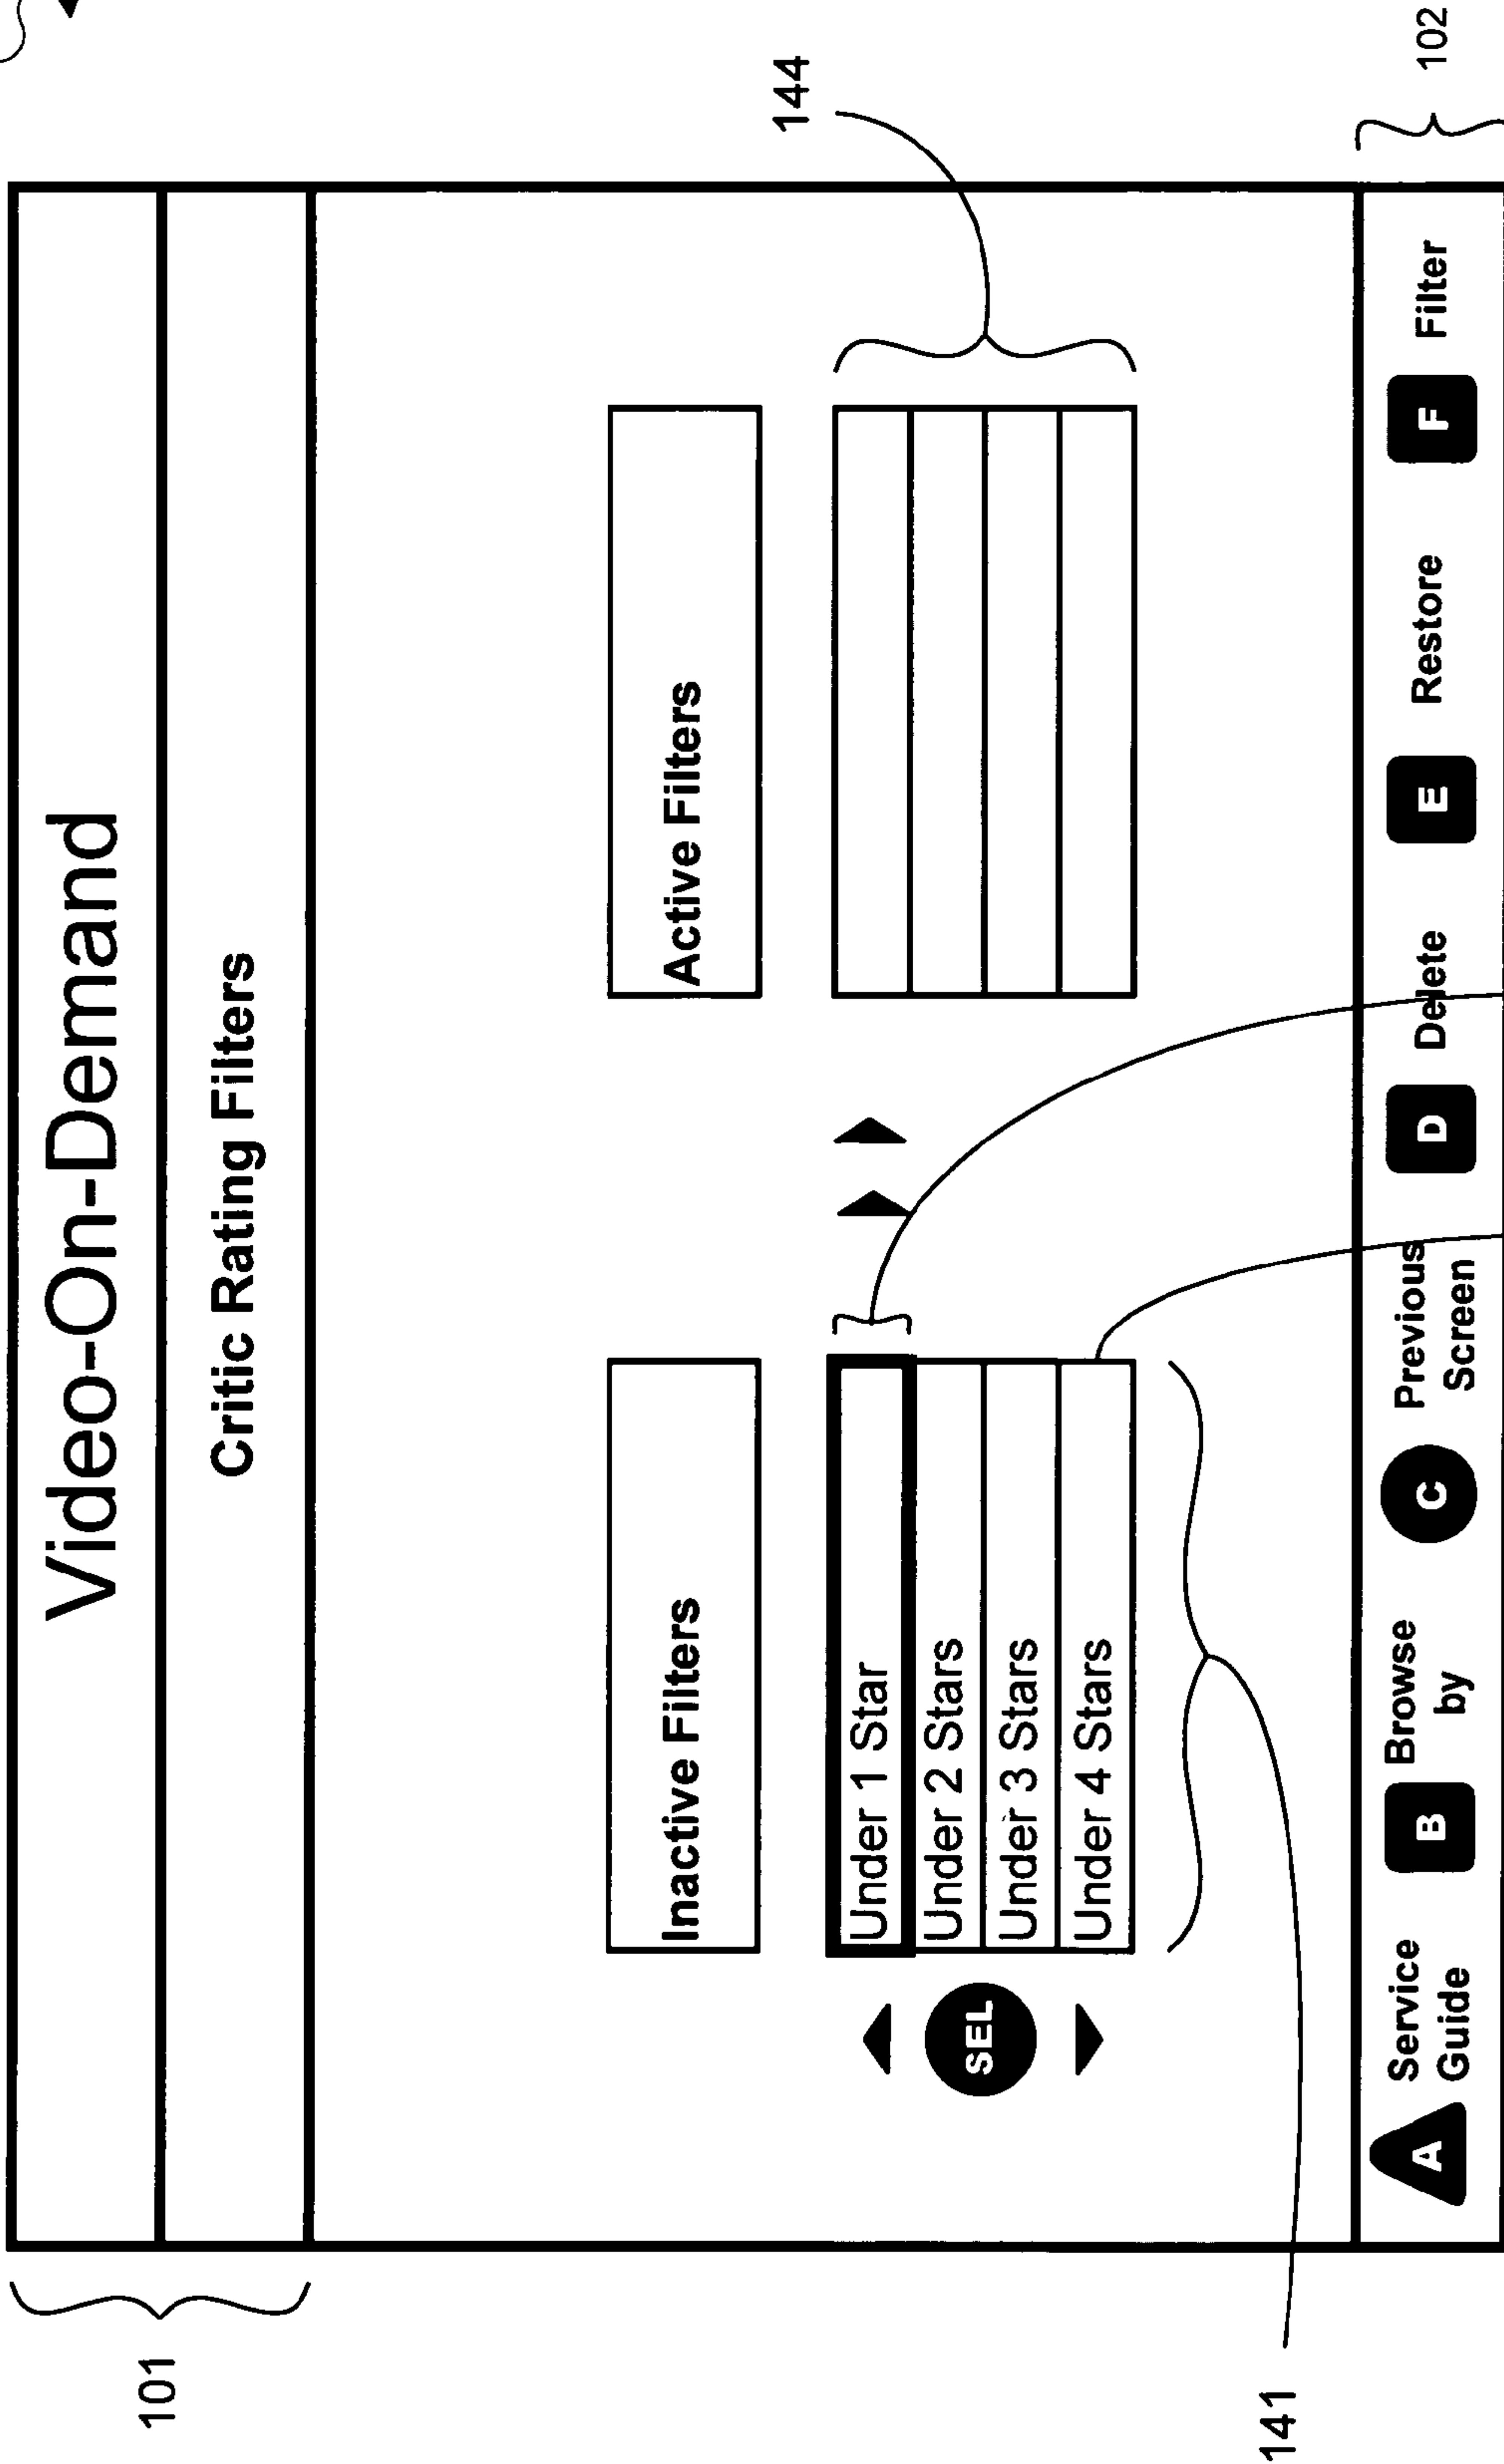 101
Video-On-Demand
Critic Rating Filters
144
Inactive Filters
Active Filters
Under 1 Star
Under 2 Stars
Under 3 Stars
Under 4 Stars
SEL
141
A Service Guide
B Browse by
C Previous Screen
D Delete
E Restore
F Filter
102